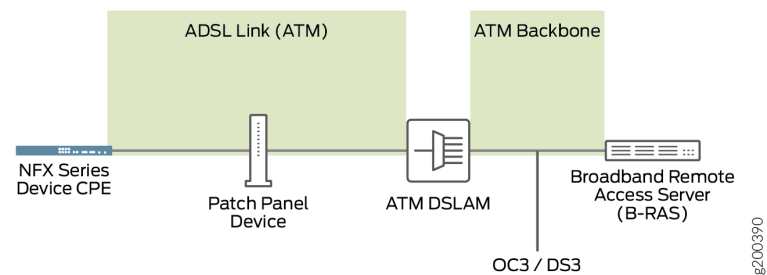 ADSL Link (ATM)
ATM Backbone
NFX Series
Device CPE
Patch Panel
Device
ATM DSLAM
Broadband Remote
Access Server
(B-RAS)
OC3 / DS3
g200390